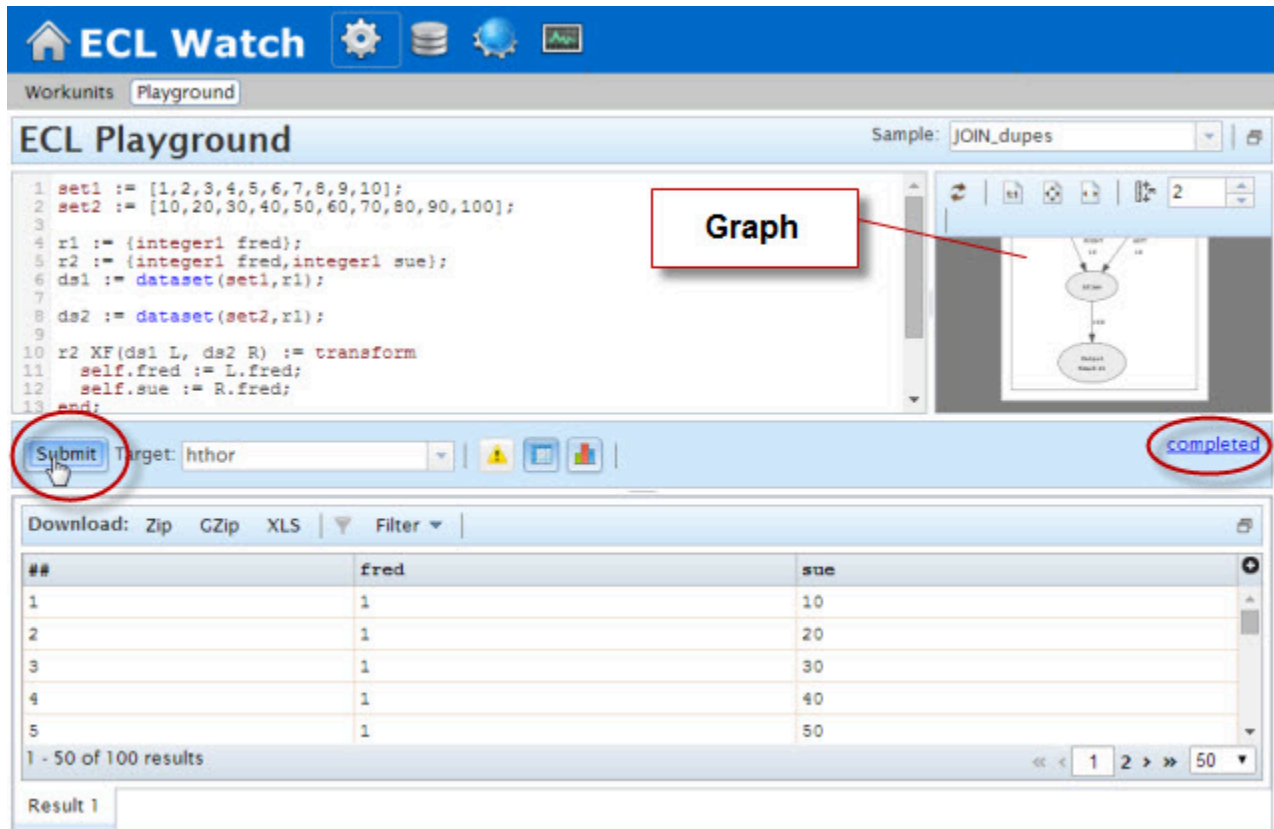 ECL Watch
Workunits Playground
ECL Playground Sample: JOIN_dupes
1 set1 := [1,2,3,4,5,6,7,8,9,10];
2 set2 := [10,20,30,40,50,60,70,80,90,100];
3
4 r1 := {integer1 fred};
5 r2 := {integer1 fred,integer1 sue};
6 ds1 := dataset(set1,r1);
7
8 ds2 := dataset(set2,r1);
9
10 r2 XF(ds1 L, ds2 R) := transform
11 self.fred := L.fred;
12 self.sue := R.fred;
13 end;
2
Graph
Submit Target: hthor completed
Download: Zip GZip XLS Filter
## fred sue
1 1 10
2 1 20
3 1 30
4 1 40
5 1 50
1 - 50 of 100 results « < 1 2 > » 50
Result 1